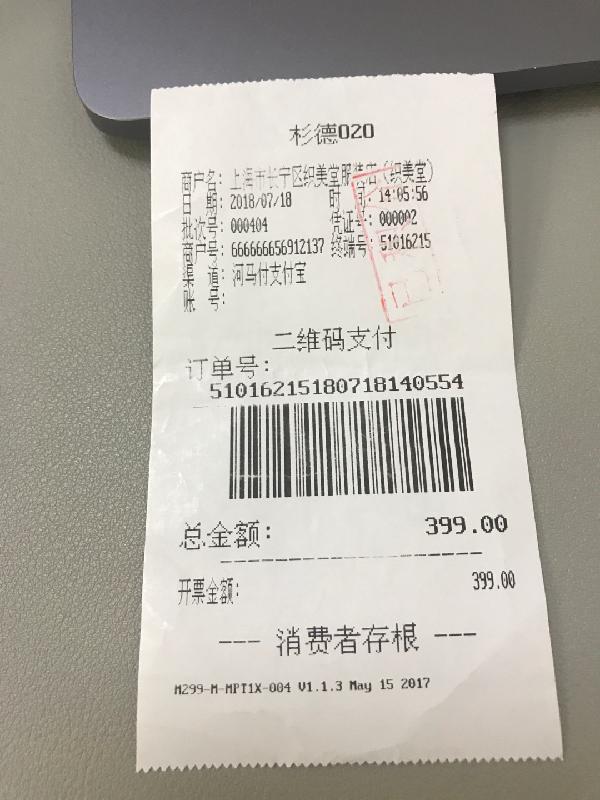 杉德O2O
商户名: 上海市长宁区织美堂服装店(织美堂)
日 期: 2018/07/18 时 间: 14:05:56
批次号: 000404 凭证号: 000002
商户号: 666666656912137 终端号: 51016215
渠 道: 河马付支付宝
账 号:
二维码支付
订单号:
51016215180718140554
总金额: 399.00
开票金额: 399.00
--- 消费者存根 ---
M299-M-MPT1X-004 V1.1.3 May 15 2017